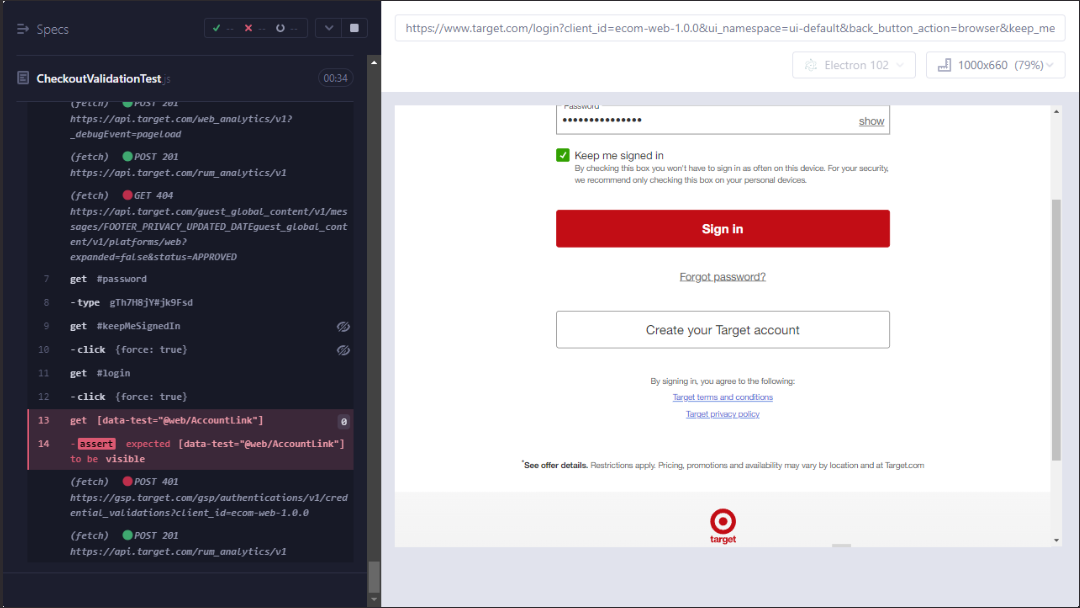 Specs
-- -- --
CheckoutValidationTest.js
00:34
(fetch) POST 201
https://api.target.com/web_analytics/v1?
_debugEvent=pageload
(fetch) POST 201
https://api.target.com/rum_analytics/v1
(fetch) GET 404
https://api.target.com/guest_global_content/v1/mes
sages/FOOTER_PRIVACY_UPDATED_DATEguest_global_cont
ent/v1/platforms/web?
expanded=false&status=APPROVED
7 get #password
8 -type gTh7H8jY#jk9Fsd
9 get #keepMeSignedIn
10 -click {force: true}
11 get #login
12 -click {force: true}
13 get [data-test="@web/AccountLink"] 0
14 -assert expected [data-test="@web/AccountLink"]
to be visible
(fetch) POST 401
https://gsp.target.com/gsp/authentications/v1/cred
ential_validations?client_id=ecom-web-1.0.0
(fetch) POST 201
https://api.target.com/rum_analytics/v1
https://www.target.com/login?client_id=ecom-web-1.0.0&ui_namespace=ui-default&back_button_action=browser&keep_me
Electron 102
1000x660 (79%)
Password
•••••••••••••••
show
Keep me signed in
By checking this box you won't have to sign in as often on this device. For your security,
we recommend only checking this box on your personal devices.
Sign in
Forgot password?
Create your Target account
By signing in, you agree to the following:
Target terms and conditions
Target privacy policy
*See offer details. Restrictions apply. Pricing, promotions and availability may vary by location and at Target.com
target